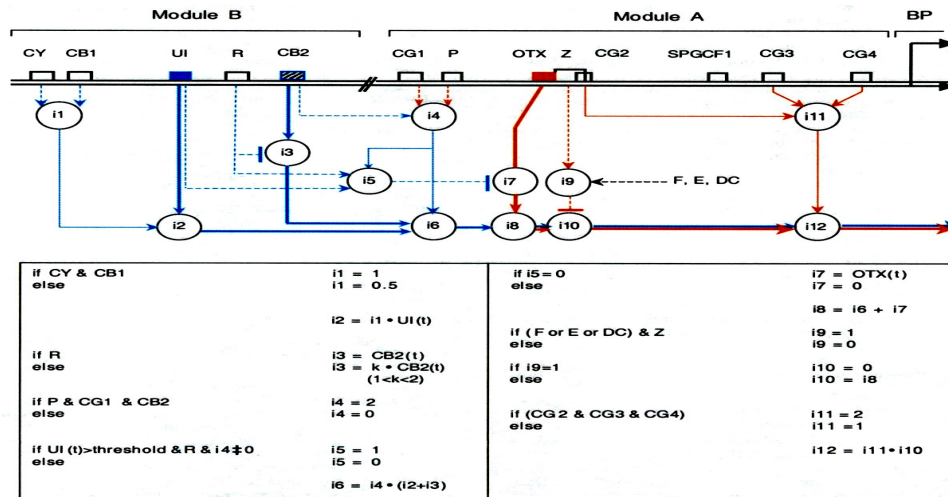 Module B
Module A
BP
CY CB1 UI R CB2 CG1 P OTX Z CG2 SPGCF1 CG3 CG4
i1
i4
i11
i3
i5
i7
i9
F, E, DC
i2
i6
i8
i10
i12
if CY & CB1 i1 = 1
else i1 = 0.5
i2 = i1 • UI(t)
if R i3 = CB2(t)
else i3 = k • CB2(t)
(1<k<2)
if P & CG1 & CB2 i4 = 2
else i4 = 0
if UI(t)>threshold & R & i4‡0 i5 = 1
else i5 = 0
i6 = i4 • (i2+i3)
if i5=0 i7 = OTX(t)
else i7 = 0
i8 = i6 + i7
if (F or E or DC) & Z i9 = 1
else i9 = 0
if i9=1 i10 = 0
else i10 = i8
if (CG2 & CG3 & CG4) i11 = 2
else i11 = 1
i12 = i11 • i10